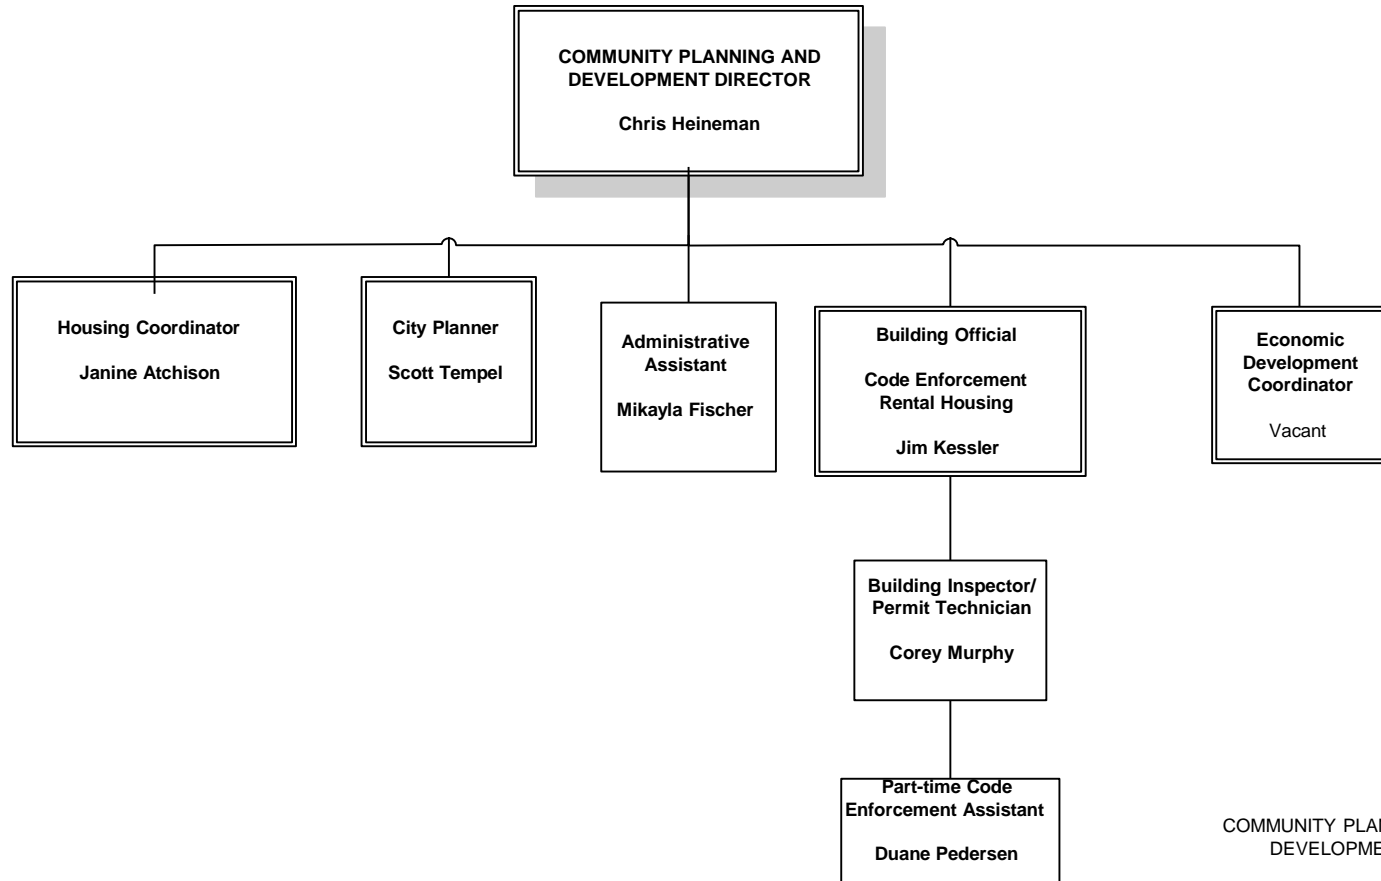 COMMUNITY PLANNING AND
DEVELOPMENT DIRECTOR
Chris Heineman
Housing Coordinator
Janine Atchison
City Planner
Scott Tempel
Administrative
Assistant
Mikayla Fischer
Building Official
Code Enforcement
Rental Housing
Jim Kessler
Economic
Development
Coordinator
Vacant
Building Inspector/
Permit Technician
Corey Murphy
Part-time Code
Enforcement Assistant
Duane Pedersen
COMMUNITY